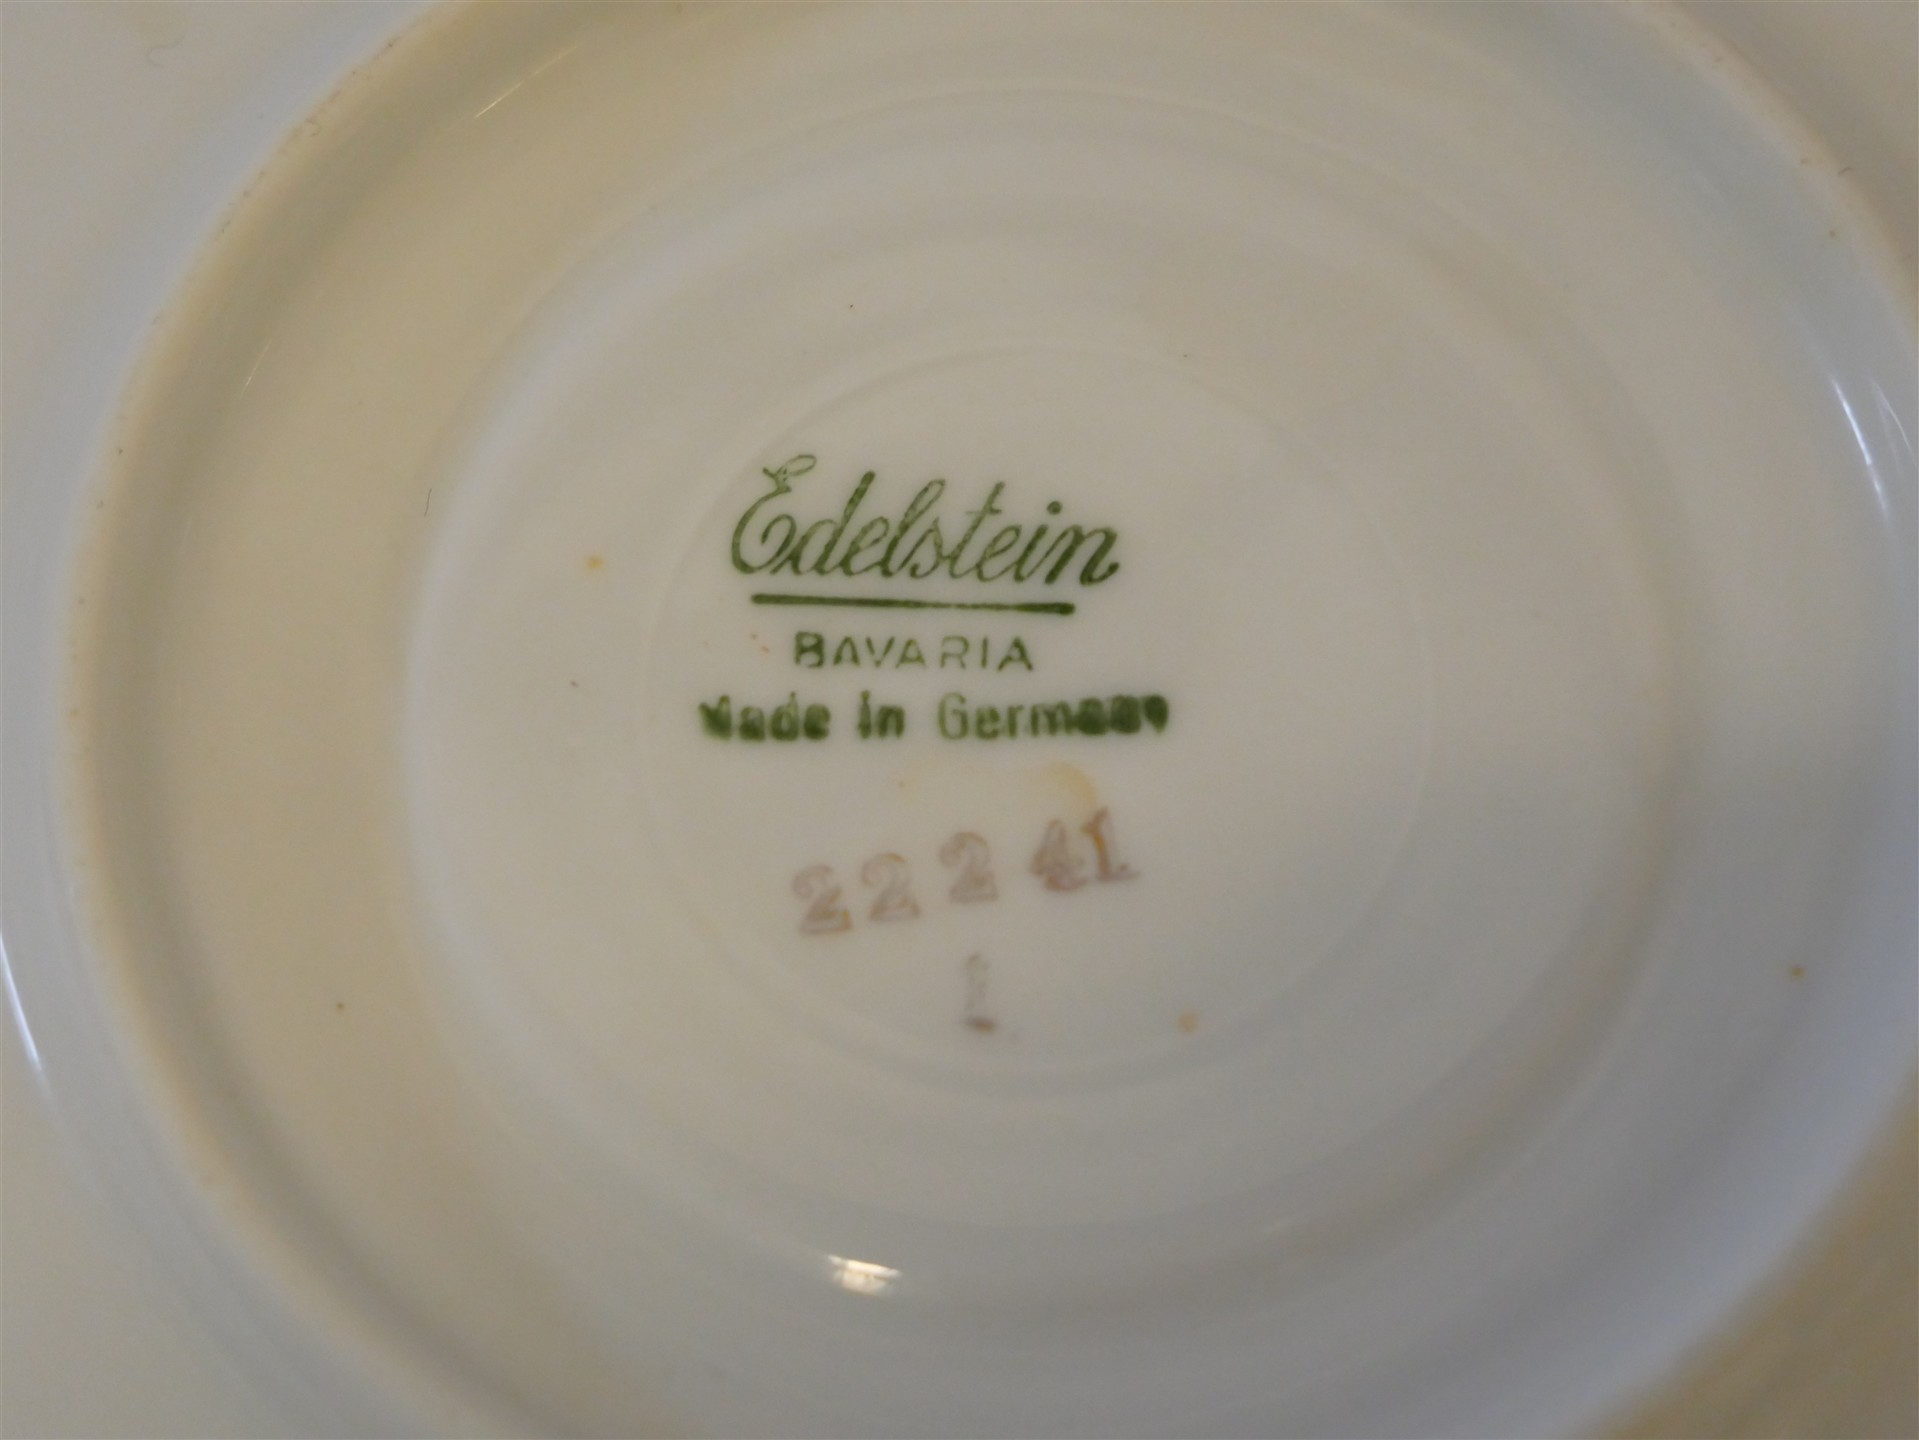 Edelstein
BAVARIA
Made in Germany
22241
1